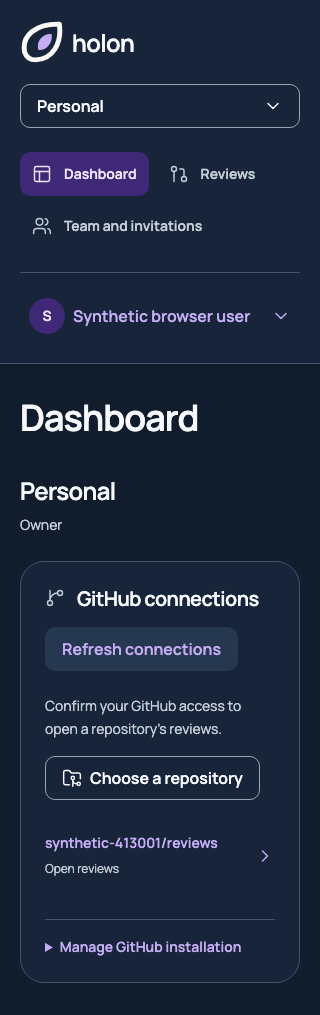 holon
Personal
Dashboard
Reviews
Team and invitations
S
Synthetic browser user
Dashboard
Personal
Owner
GitHub connections
Refresh connections
Confirm your GitHub access to
open a repository's reviews.
Choose a repository
synthetic-413001/reviews
Open reviews
Manage GitHub installation